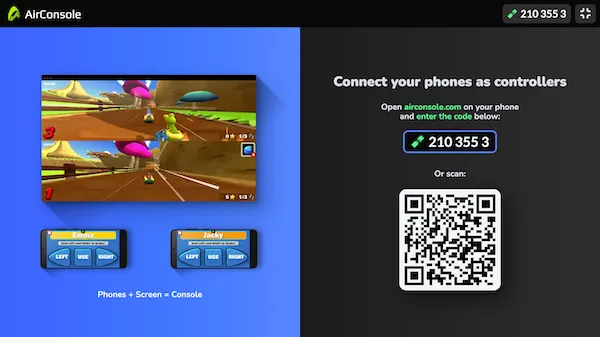 AirConsole
210 355 3
3
1/3
1
5
1/3
Emma
LEFT
USE
RIGHT
Jacky
LEFT
USE
RIGHT
Phones + Screen = Console
Connect your phones as controllers
Open airconsole.com on your phone
and enter the code below:
210 355 3
Or scan: